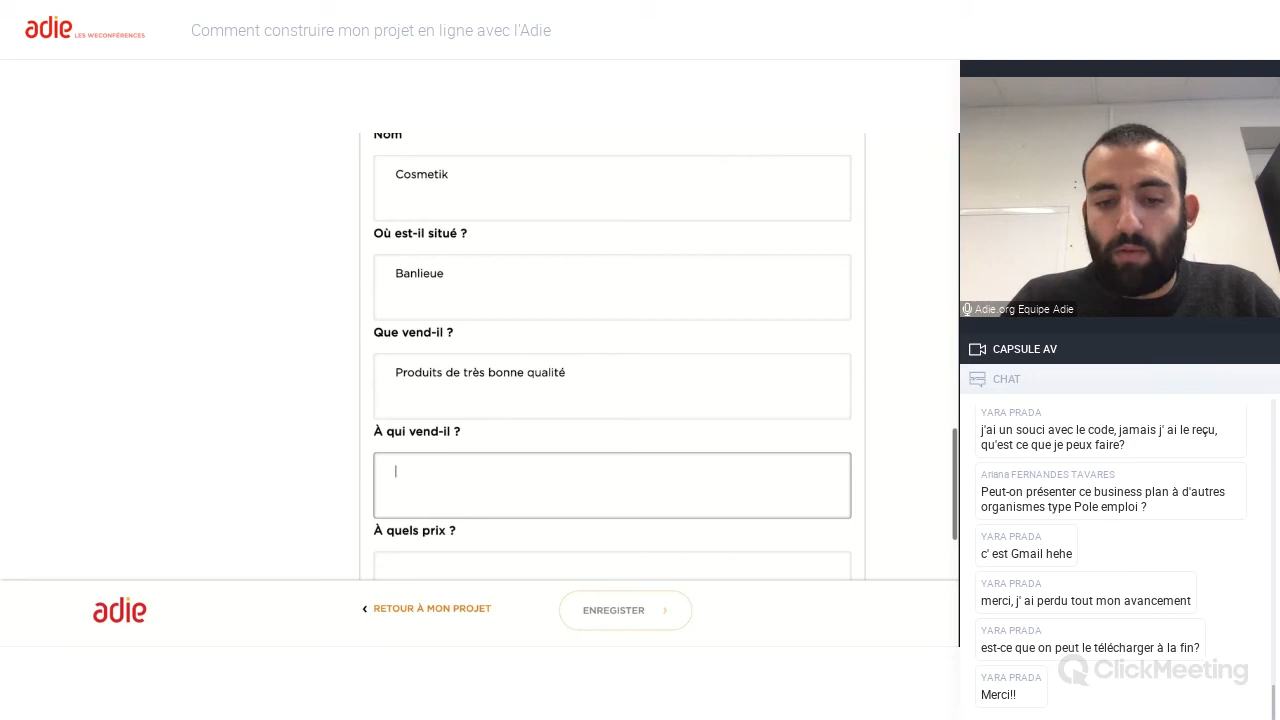 adie LES WECONFÉRENCES
Comment construire mon projet en ligne avec l'Adie
Nom
Cosmetik
Où est-il situé ?
Banlieue
Que vend-il ?
Produits de très bonne qualité
À qui vend-il ?
À quels prix ?
adie
RETOUR À MON PROJET
ENREGISTER
Adie.org Equipe Adie
CAPSULE AV
CHAT
YARA PRADA
j'ai un souci avec le code, jamais j' ai le reçu,
qu'est ce que je peux faire?
Ariana FERNANDES TAVARES
Peut-on présenter ce business plan à d'autres
organismes type Pole emploi ?
YARA PRADA
c' est Gmail hehe
YARA PRADA
merci, j' ai perdu tout mon avancement
YARA PRADA
est-ce que on peut le télécharger à la fin?
ClickMeeting
YARA PRADA
Merci!!